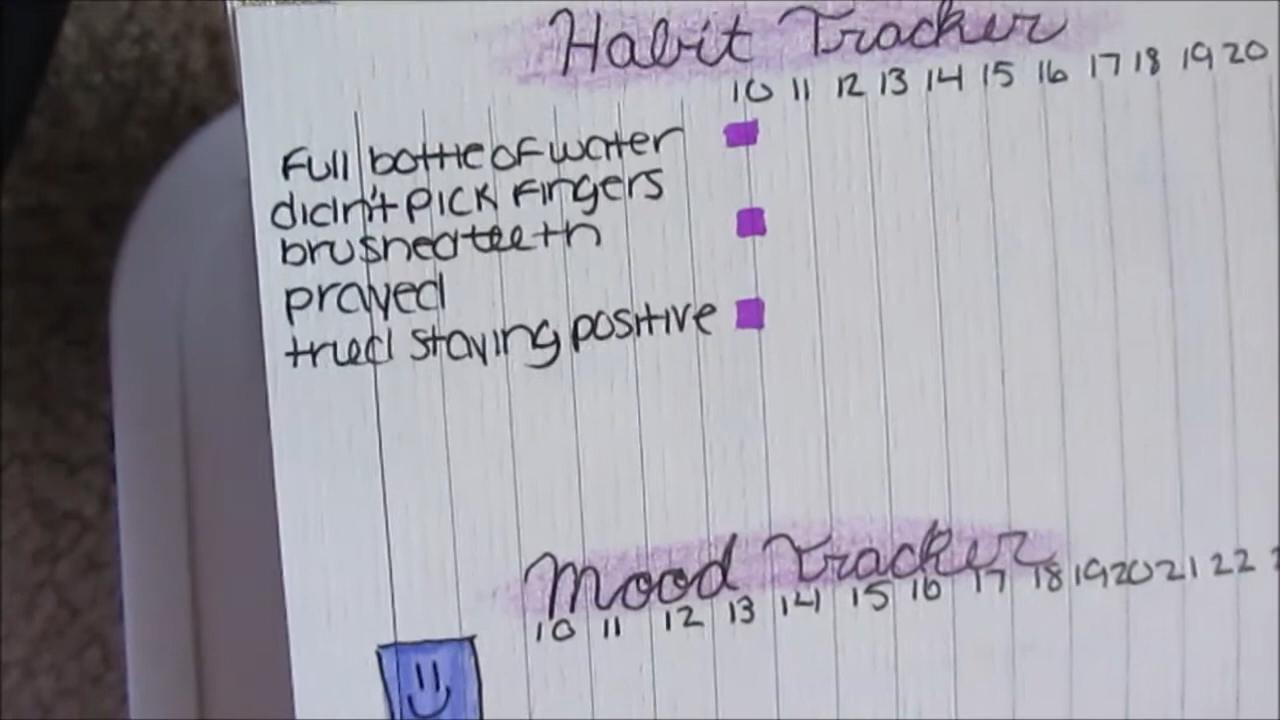 Habit Tracker
10 11 12 13 14 15 16 17 18 19 20
Full bottle of water
didn't pick fingers
brushed teeth
prayed
tried staying positive
Mood Tracker
10 11 12 13 14 15 16 17 18 19 20 21 22